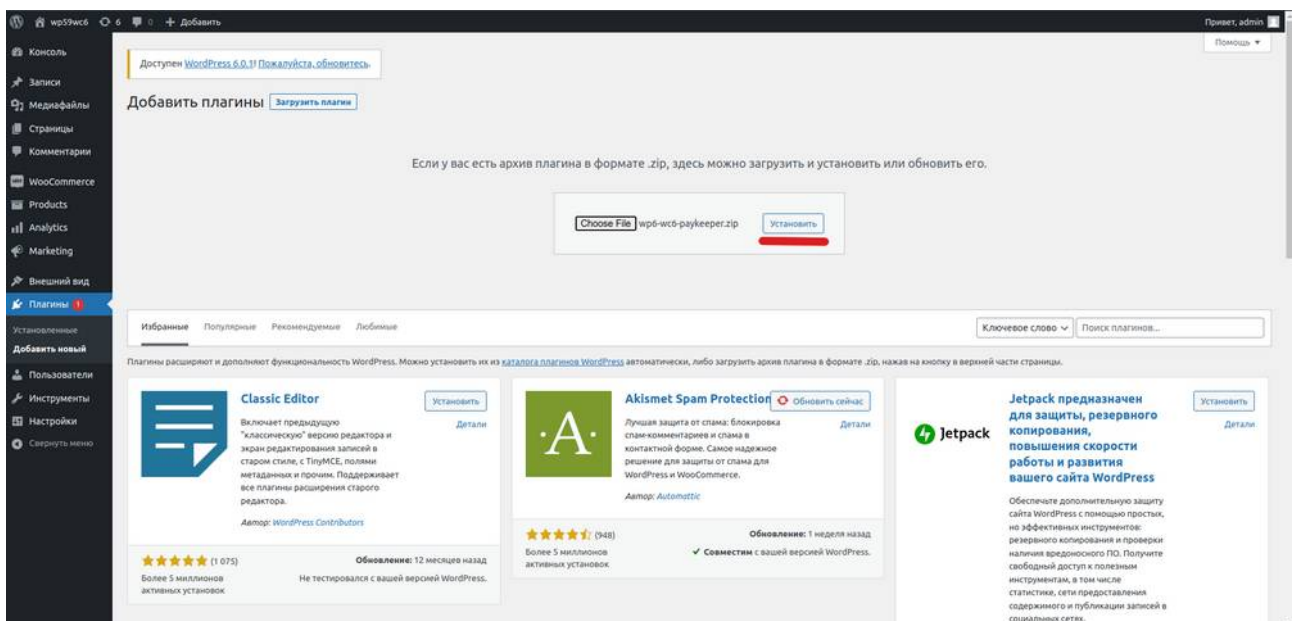 wp59wc6 6 0 + Добавить Привет, admin
Помощь
Консоль
Записи
Медиафайлы
Страницы
Комментарии
WooCommerce
Products
Analytics
Marketing
Внешний вид
Плагины 1
Установленные
Добавить новый
Пользователи
Инструменты
Настройки
Свернуть меню
Доступен WordPress 6.0.1! Пожалуйста, обновитесь.
Добавить плагины Загрузить плагин
Если у вас есть архив плагина в формате .zip, здесь можно загрузить и установить или обновить его.
Choose File wp6-wc6-paykeeper.zip Установить
Избранные Популярные Рекомендуемые Любимые Ключевое слово Поиск плагинов...
Плагины расширяют и дополняют функциональность WordPress. Можно установить их из каталога плагинов WordPress автоматически, либо загрузить архив плагина в формате .zip, нажав на кнопку в верхней части страницы.
Classic Editor
Установить
Детали
Включает предыдущую
"классическую" версию редактора и
экран редактирования записей в
старом стиле, с TinyMCE, полями
метаданных и прочим. Поддерживает
все плагины расширения старого
редактора.
Автор: WordPress Contributors
(1 075)
Более 5 миллионов
активных установок
Обновление: 12 месяцев назад
Не тестировался с вашей версией WordPress.
·A·
Akismet Spam Protection
Обновить сейчас
Детали
Лучшая защита от спама: блокировка
спам-комментариев и спама в
контактной форме. Самое надежное
решение для защиты от спама для
WordPress и WooCommerce.
Автор: Automattic
(948)
Более 5 миллионов
активных установок
Обновление: 1 неделя назад
Совместим с вашей версией WordPress.
Jetpack
Jetpack предназначен
для защиты, резервного
копирования,
повышения скорости
работы и развития
вашего сайта WordPress
Установить
Детали
Обеспечьте дополнительную защиту
сайта WordPress с помощью простых,
но эффективных инструментов:
резервного копирования и проверки
наличия вредоносного ПО. Получите
свободный доступ к полезным
инструментам, в том числе
статистике, сети предоставления
содержимого и публикации записей в
социальных сетях.